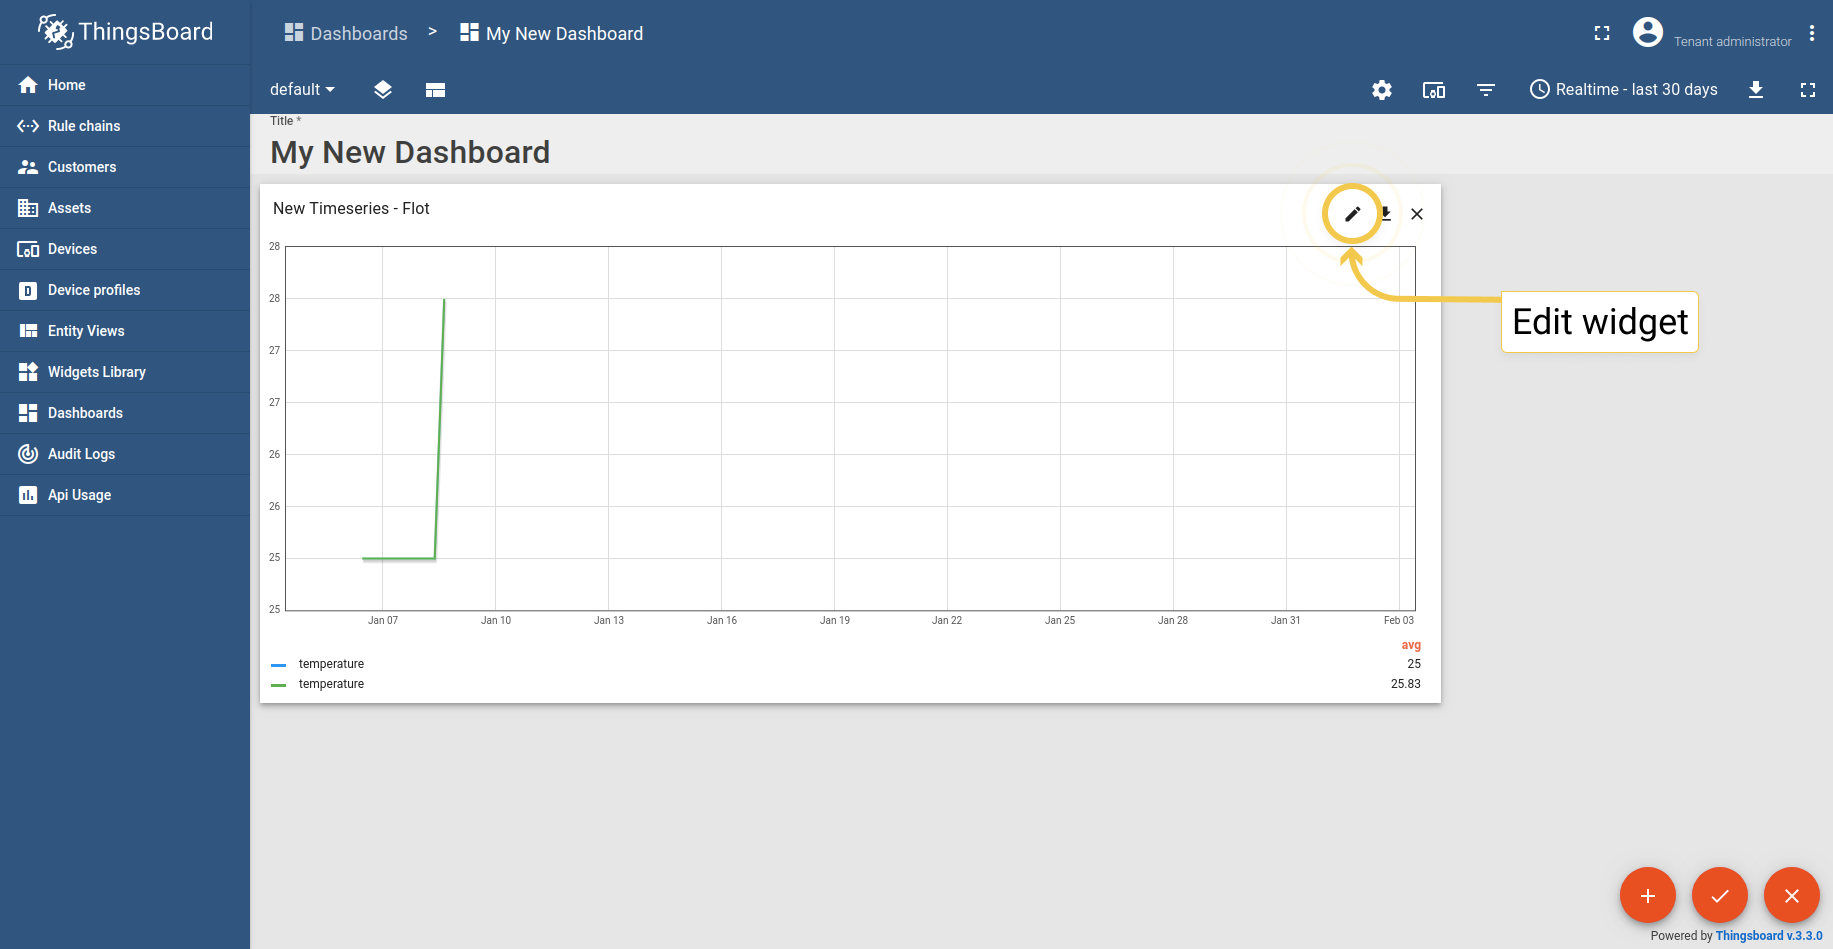 ThingsBoard
Dashboards > My New Dashboard
Tenant administrator
Home
Rule chains
Customers
Assets
Devices
Device profiles
Entity Views
Widgets Library
Dashboards
Audit Logs
Api Usage
default
Realtime - last 30 days
Title *
My New Dashboard
New Timeseries - Flot
Edit widget
28
28
27
27
26
26
25
25
Jan 07 Jan 10 Jan 13 Jan 16 Jan 19 Jan 22 Jan 25 Jan 28 Jan 31 Feb 03
avg
temperature 25
temperature 25.83
Powered by Thingsboard v.3.3.0